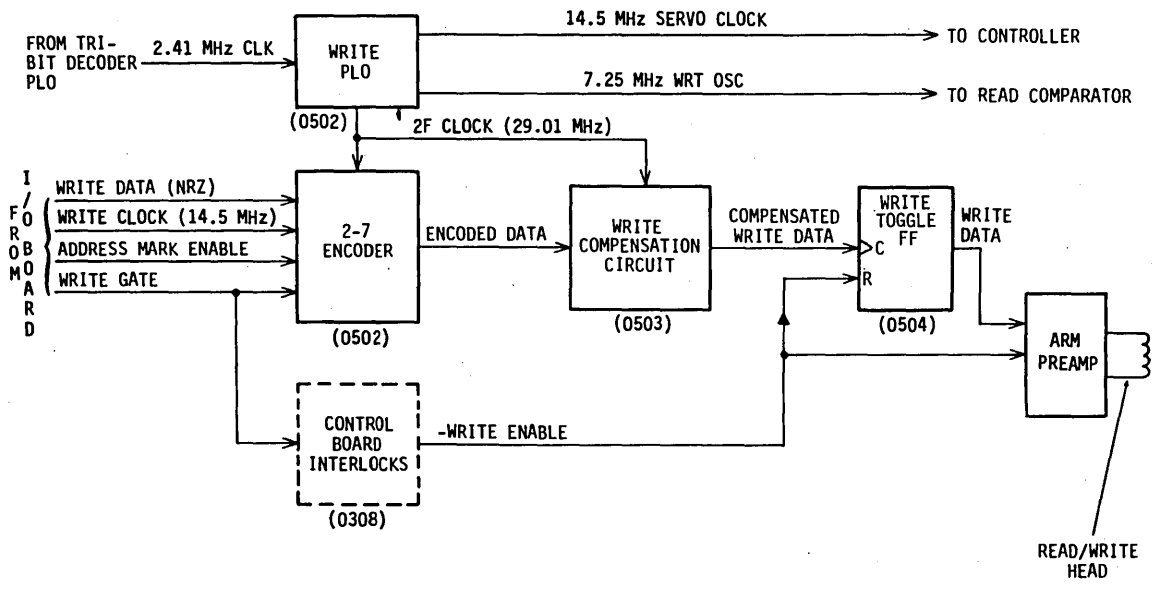 14.5 MHz SERVO CLOCK
TO CONTROLLER
FROM TRI-
BIT DECODER
PLO
2.41 MHz CLK
WRITE
PLO
7.25 MHz WRT OSC
TO READ COMPARATOR
(0502)
2F CLOCK (29.01 MHz)
FROM
I/O BOARD
WRITE DATA (NRZ)
WRITE CLOCK (14.5 MHz)
ADDRESS MARK ENABLE
WRITE GATE
2-7
ENCODER
(0502)
ENCODED DATA
WRITE
COMPENSATION
CIRCUIT
(0503)
COMPENSATED
WRITE DATA
WRITE
TOGGLE
FF
C
R
(0504)
WRITE
DATA
ARM
PREAMP
CONTROL
BOARD
INTERLOCKS
(0308)
-WRITE ENABLE
READ/WRITE
HEAD